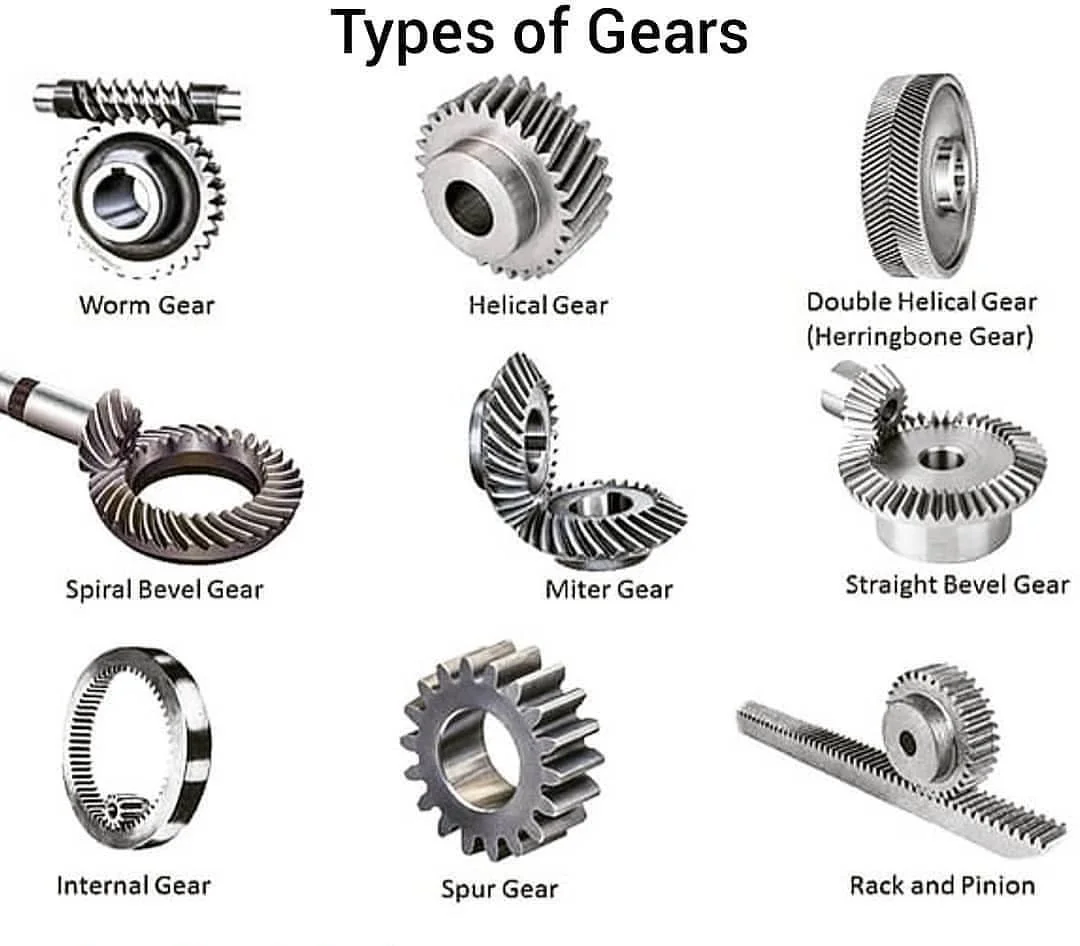 Types of Gears
Worm Gear
Helical Gear
Double Helical Gear
(Herringbone Gear)
Spiral Bevel Gear
Miter Gear
Straight Bevel Gear
Internal Gear
Spur Gear
Rack and Pinion